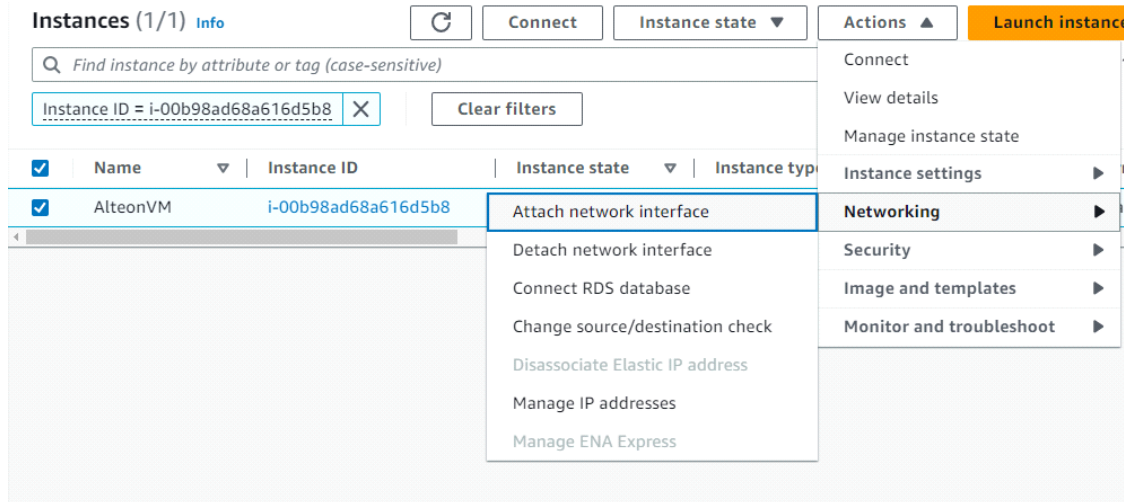 Instances (1/1) Info
Connect
Instance state
Actions
Launch instance
Find instance by attribute or tag (case-sensitive)
Instance ID = i-00b98ad68a616d5b8
Clear filters
Name
Instance ID
Instance state
Instance typ
AlteonVM
i-00b98ad68a616d5b8
Connect
View details
Manage instance state
Instance settings
Networking
Security
Image and templates
Monitor and troubleshoot
Attach network interface
Detach network interface
Connect RDS database
Change source/destination check
Disassociate Elastic IP address
Manage IP addresses
Manage ENA Express